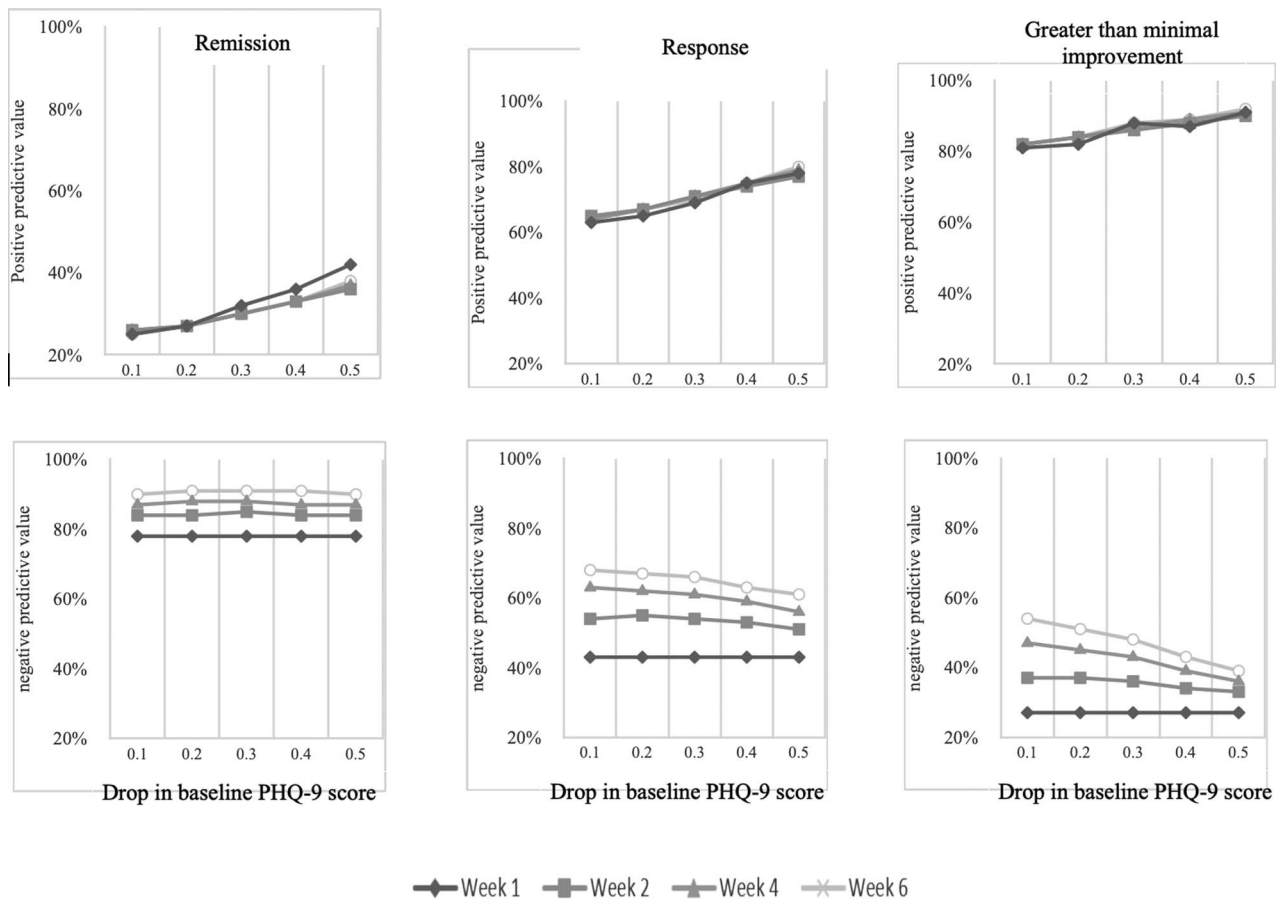 Remission
Positive predictive value
100%
80%
60%
40%
20%
0.1 0.2 0.3 0.4 0.5
Response
Positive predictive value
100%
80%
60%
40%
20%
0.1 0.2 0.3 0.4 0.5
Greater than minimal
improvement
positive predictive value
100%
80%
60%
40%
20%
0.1 0.2 0.3 0.4 0.5
negative predictive value
100%
80%
60%
40%
20%
0.1 0.2 0.3 0.4 0.5
Drop in baseline PHQ-9 score
negative predictive value
100%
80%
60%
40%
20%
0.1 0.2 0.3 0.4 0.5
Drop in baseline PHQ-9 score
negative predictive value
100%
80%
60%
40%
20%
0.1 0.2 0.3 0.4 0.5
Drop in baseline PHQ-9 score
Week 1 Week 2 Week 4 Week 6